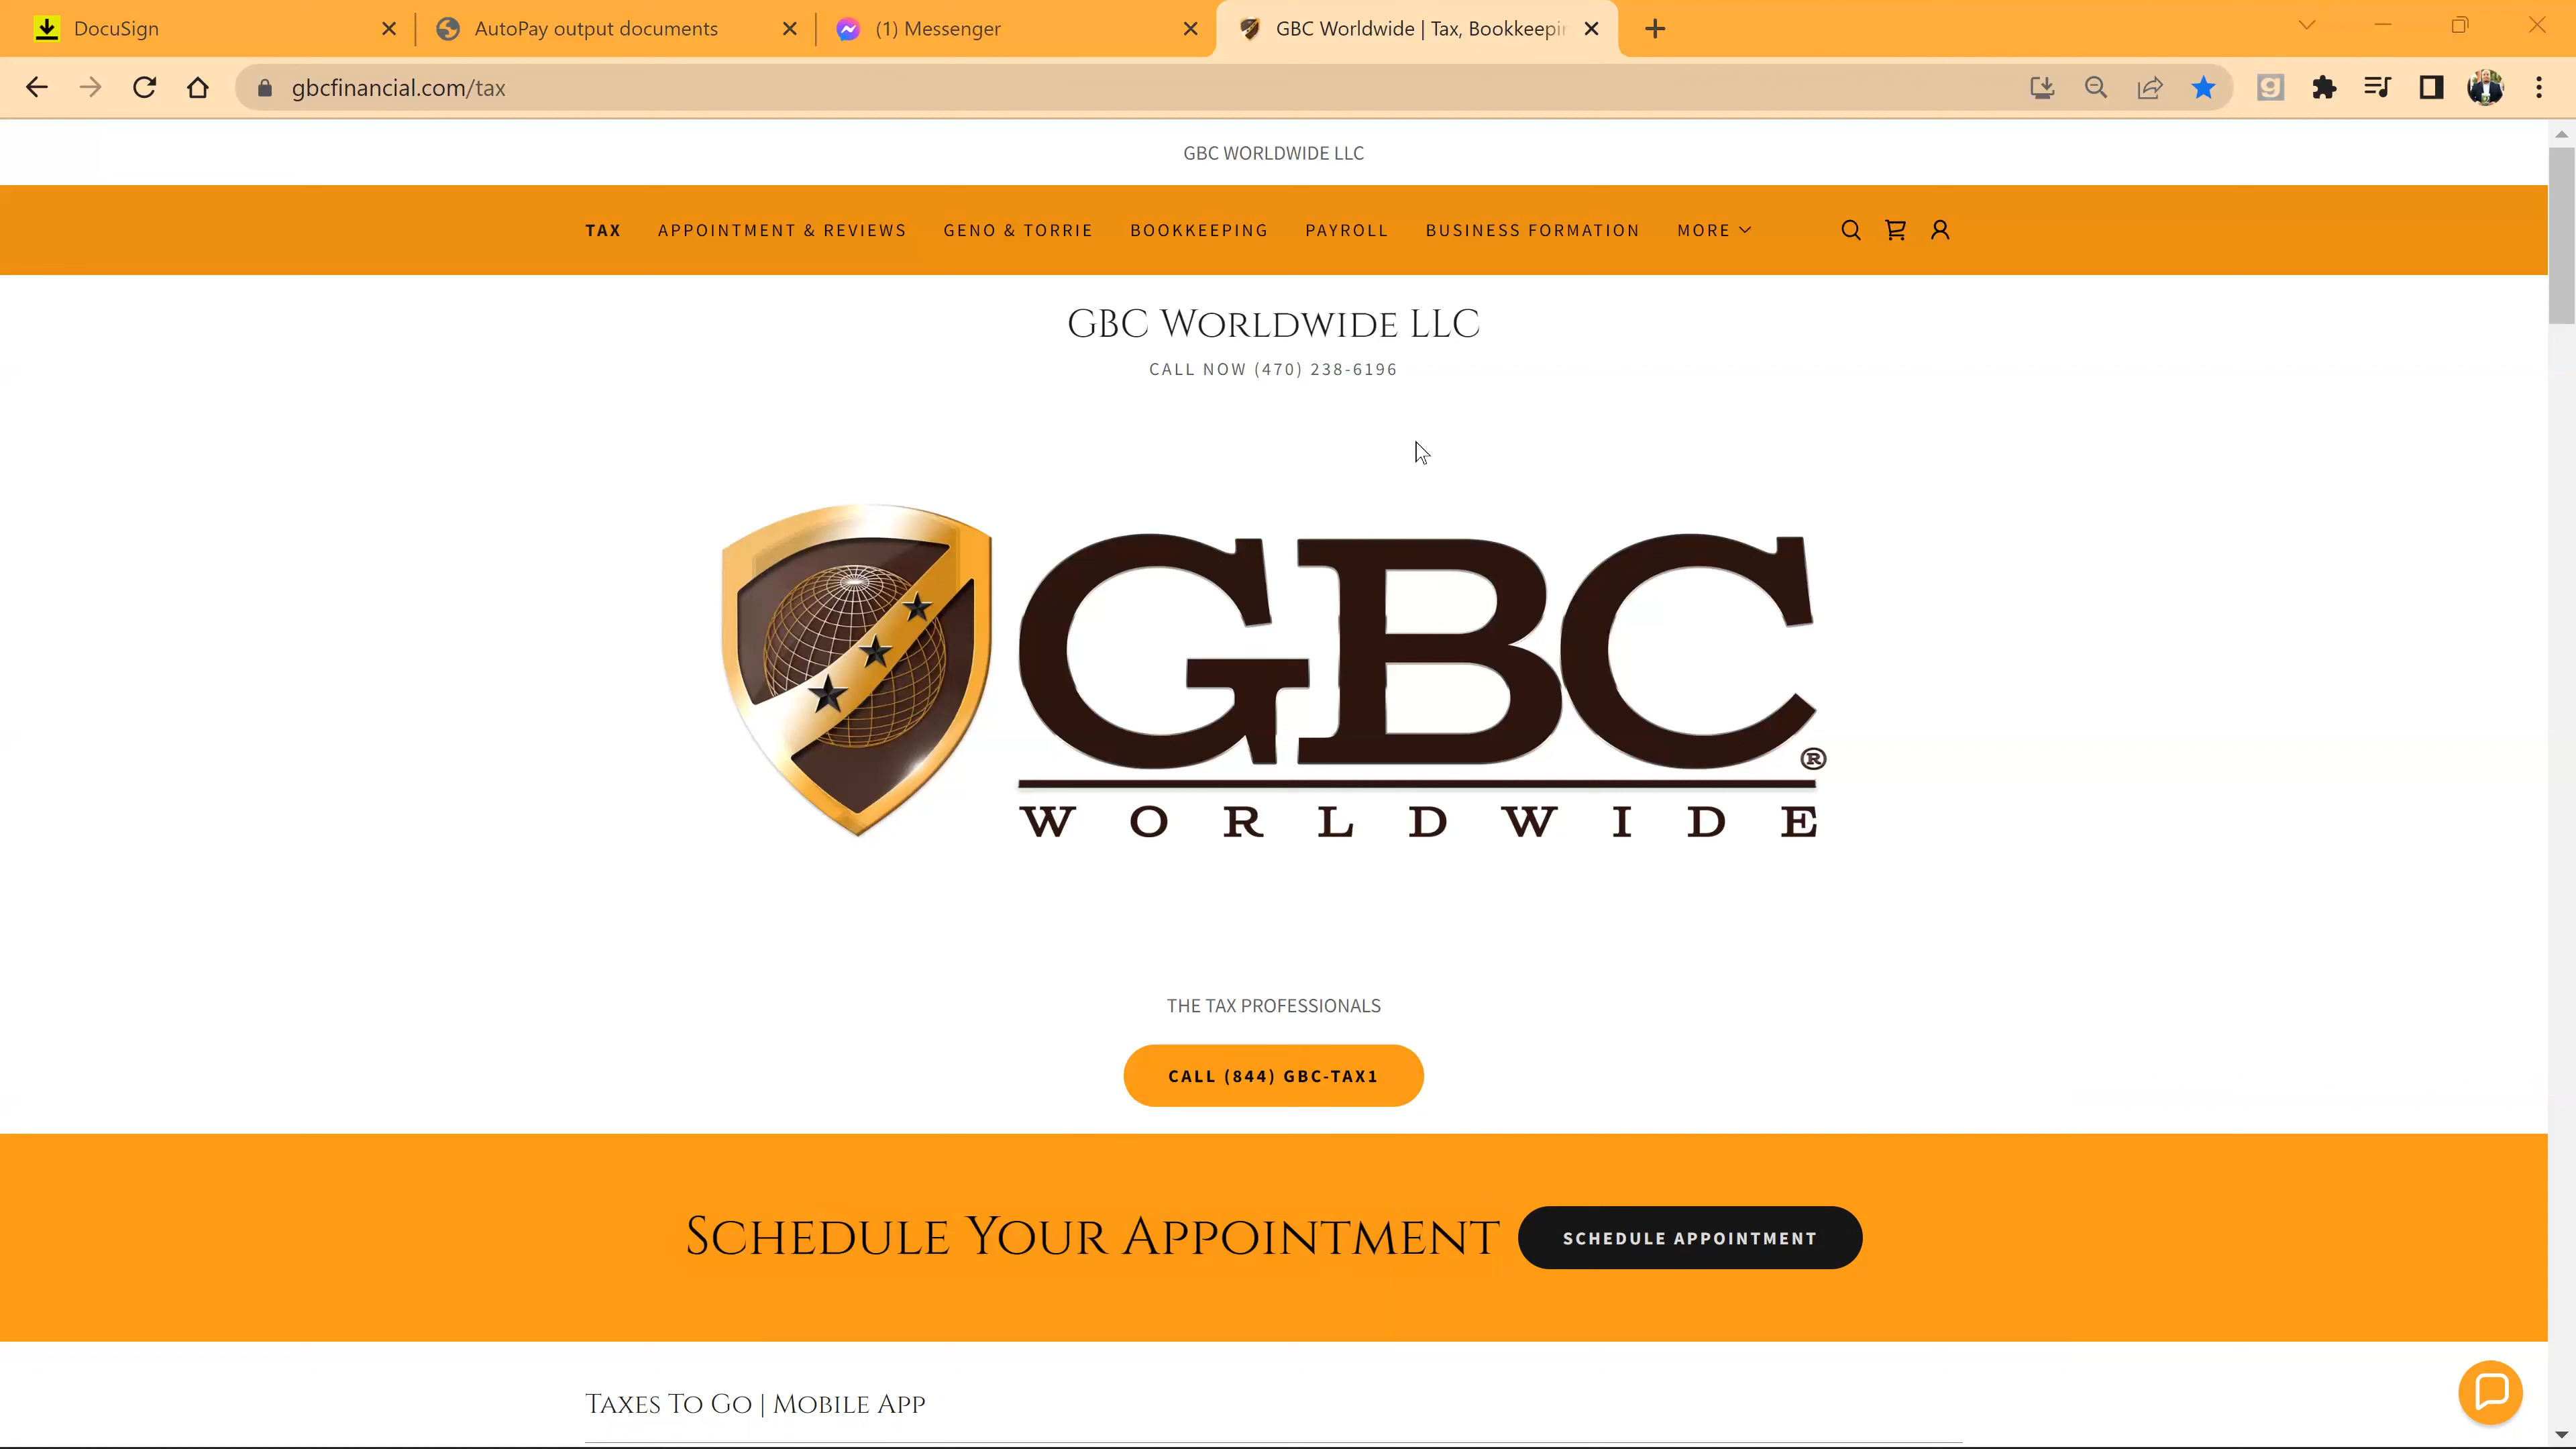 DocuSign
AutoPay output documents
(1) Messenger
GBC Worldwide | Tax, Bookkeepin
gbcfinancial.com/tax
g
GBC WORLDWIDE LLC
TAX APPOINTMENT & REVIEWS GENO & TORRIE BOOKKEEPING PAYROLL BUSINESS FORMATION MORE
GBC WORLDWIDE LLC
CALL NOW (470) 238-6196
GBC®
WORLDWIDE
THE TAX PROFESSIONALS
CALL (844) GBC-TAX1
SCHEDULE YOUR APPOINTMENT
SCHEDULE APPOINTMENT
TAXES TO GO | MOBILE APP